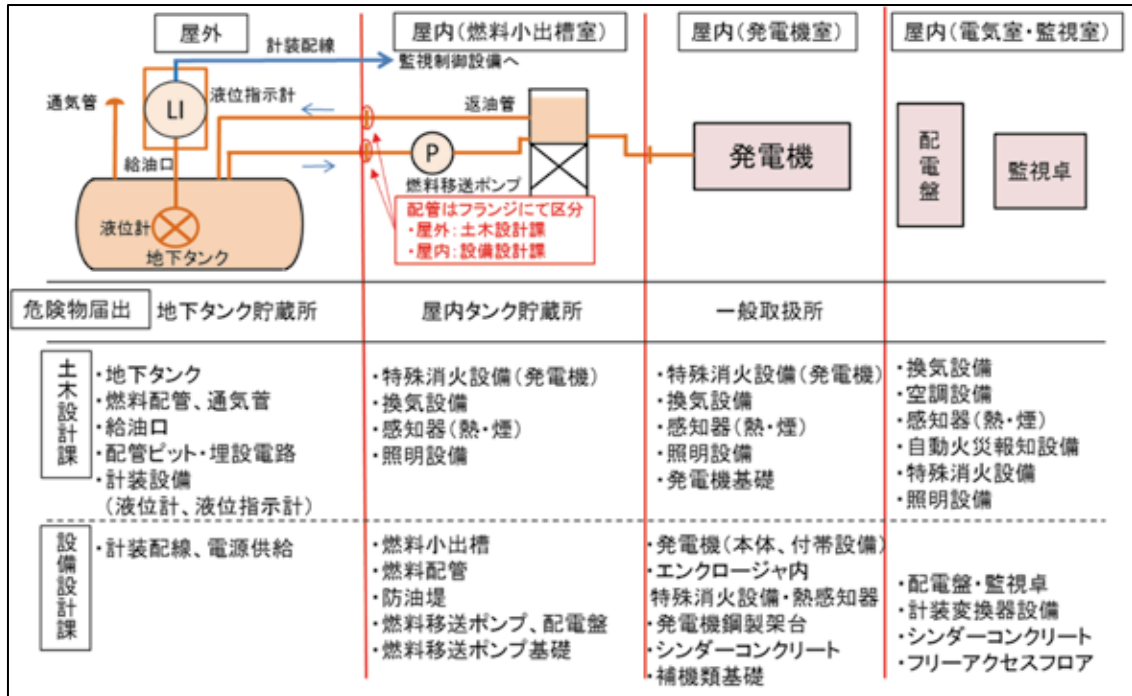 屋外
屋内(燃料小出槽室)
屋内(発電機室)
屋内(電気室・監視室)
計装配線
監視制御設備へ
通気管
LI
液位指示計
返油管
給油口
P
燃料移送ポンプ
発電機
配電盤
監視卓
液位計
地下タンク
配管はフランジにて区分
・屋外:土木設計課
・屋内:設備設計課
危険物届出
地下タンク貯蔵所
屋内タンク貯蔵所
一般取扱所
土木設計課
・地下タンク
・燃料配管、通気管
・給油口
・配管ピット・埋設電路
・計装設備
(液位計、液位指示計)
・特殊消火設備(発電機)
・換気設備
・感知器(熱・煙)
・照明設備
・特殊消火設備(発電機)
・換気設備
・感知器(熱・煙)
・照明設備
・発電機基礎
・換気設備
・空調設備
・感知器(熱・煙)
・自動火災報知設備
・特殊消火設備
・照明設備
設備設計課
・計装配線、電源供給
・燃料小出槽
・燃料配管
・防油堤
・燃料移送ポンプ、配電盤
・燃料移送ポンプ基礎
・発電機(本体、付帯設備)
・エンクロージャ内
特殊消火設備・熱感知器
・発電機鋼製架台
・シンダーコンクリート
・補機類基礎
・配電盤・監視卓
・計装変換器設備
・シンダーコンクリート
・フリーアクセスフロア